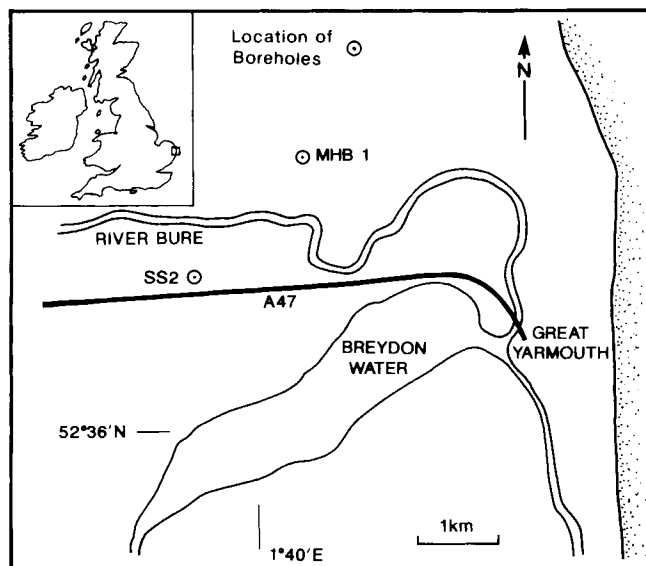 Location of
Boreholes
N
MHB 1
RIVER BURE
SS2
A47
GREAT
YARMOUTH
BREYDON
WATER
52°36'N
1km
1°40'E